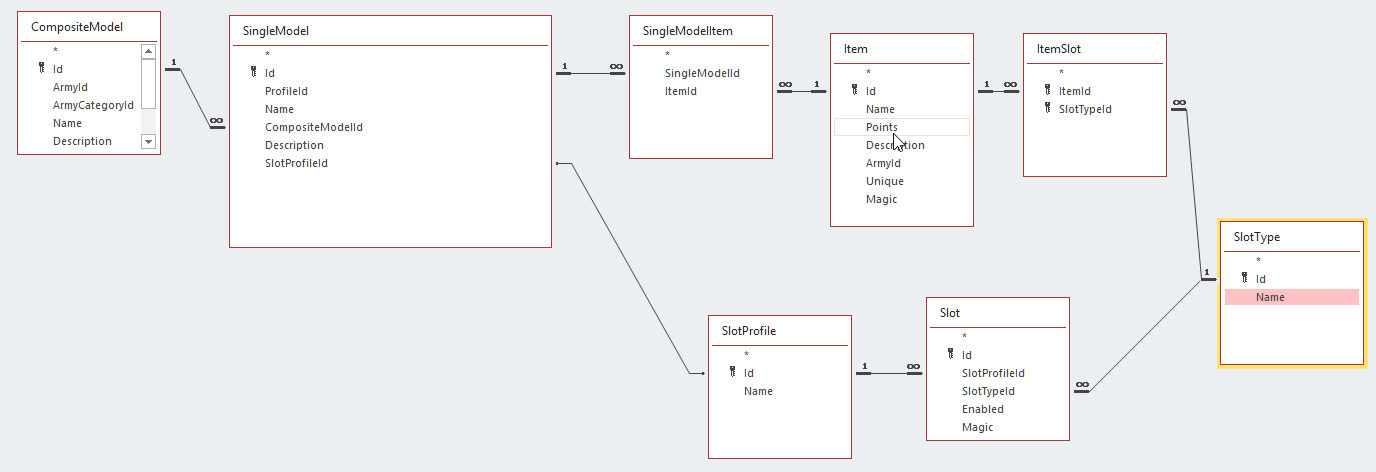 CompositeModel
*
Id
ArmyId
ArmyCategoryId
Name
Description
1
∞
SingleModel
*
Id
ProfileId
Name
CompositeModelId
Description
SlotProfileId
1
∞
SingleModelItem
*
SingleModelId
ItemId
∞
1
Item
*
Id
Name
Points
Description
ArmyId
Unique
Magic
1
∞
ItemSlot
*
ItemId
SlotTypeId
∞
1
SlotType
*
Id
Name
SlotProfile
*
Id
Name
1
∞
Slot
*
Id
SlotProfileId
SlotTypeId
Enabled
Magic
∞